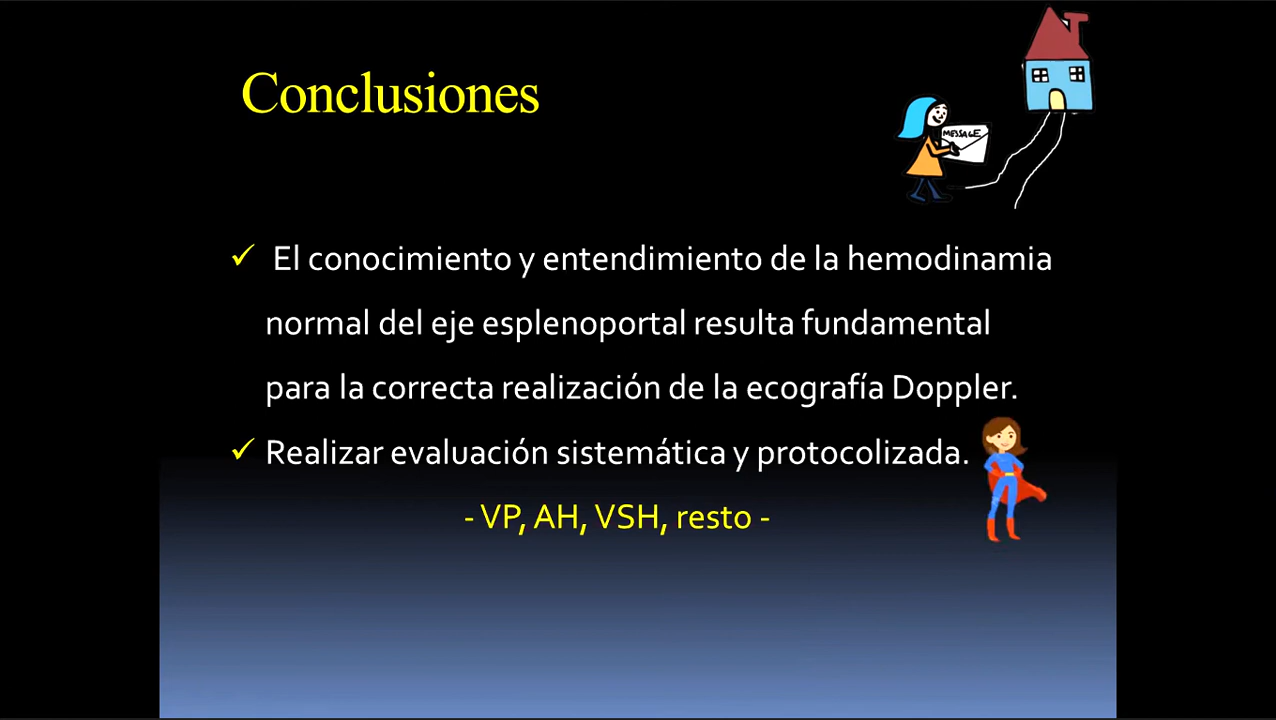 Conclusiones
MESSAGE
✓ El conocimiento y entendimiento de la hemodinamia
normal del eje esplenoportal resulta fundamental
para la correcta realización de la ecografía Doppler.
✓ Realizar evaluación sistemática y protocolizada.
- VP, AH, VSH, resto -